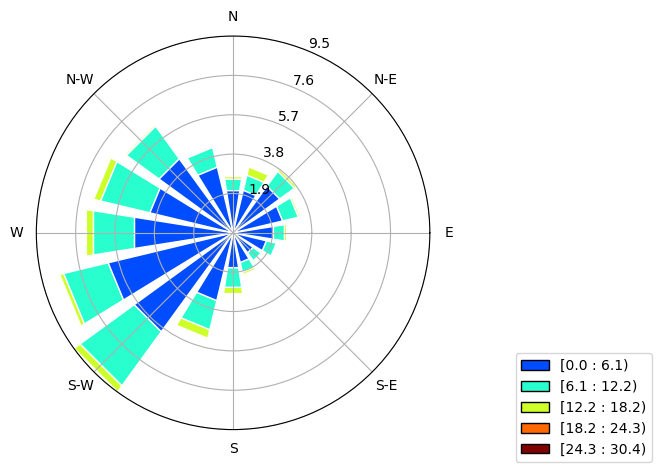 N
9.5
N-W
7.6
N-E
5.7
3.8
1.9
W
E
S-W
S-E
S
[0.0 : 6.1)
[6.1 : 12.2)
[12.2 : 18.2)
[18.2 : 24.3)
[24.3 : 30.4)